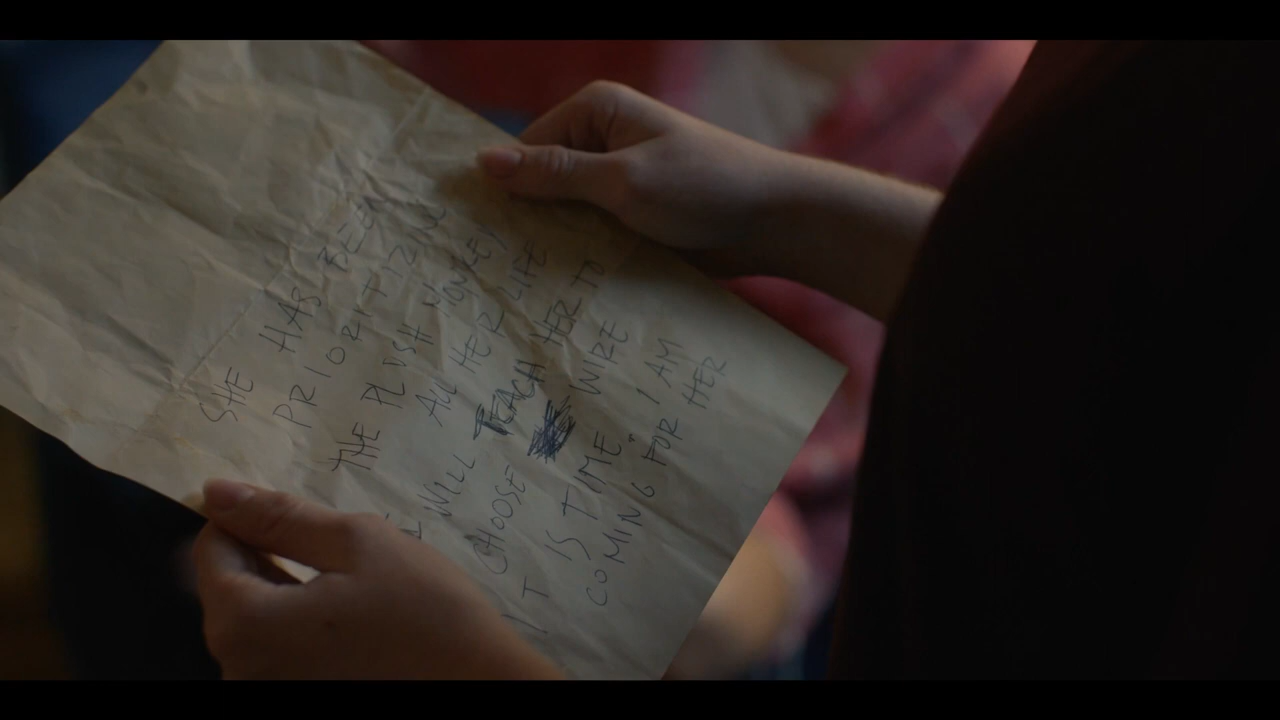 SHE HAS BEEN
PRIORITIZING
THE PLUSH MONKEY
ALL HER LIFE
WILL TEACH HER TO
CHOOSE WIRE
IT IS TIME" I AM
COMING FOR HER